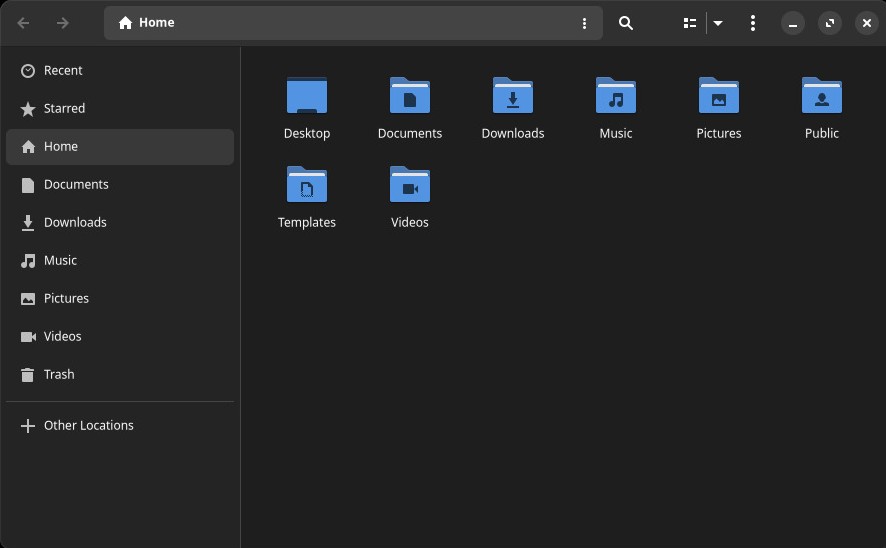 Home
Recent
Starred
Home
Documents
Downloads
Music
Pictures
Videos
Trash
Other Locations
Desktop Documents Downloads Music Pictures Public
Templates Videos